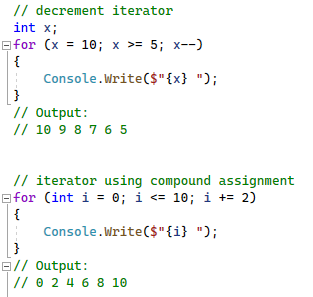 // decrement iterator
int x;
for (x = 10; x >= 5; x--)
{
    Console.Write($"{x} ");
}
// Output:
// 10 9 8 7 6 5
// iterator using compound assignment
for (int i = 0; i <= 10; i += 2)
{
    Console.Write($"{i} ");
}
// Output:
// 0 2 4 6 8 10